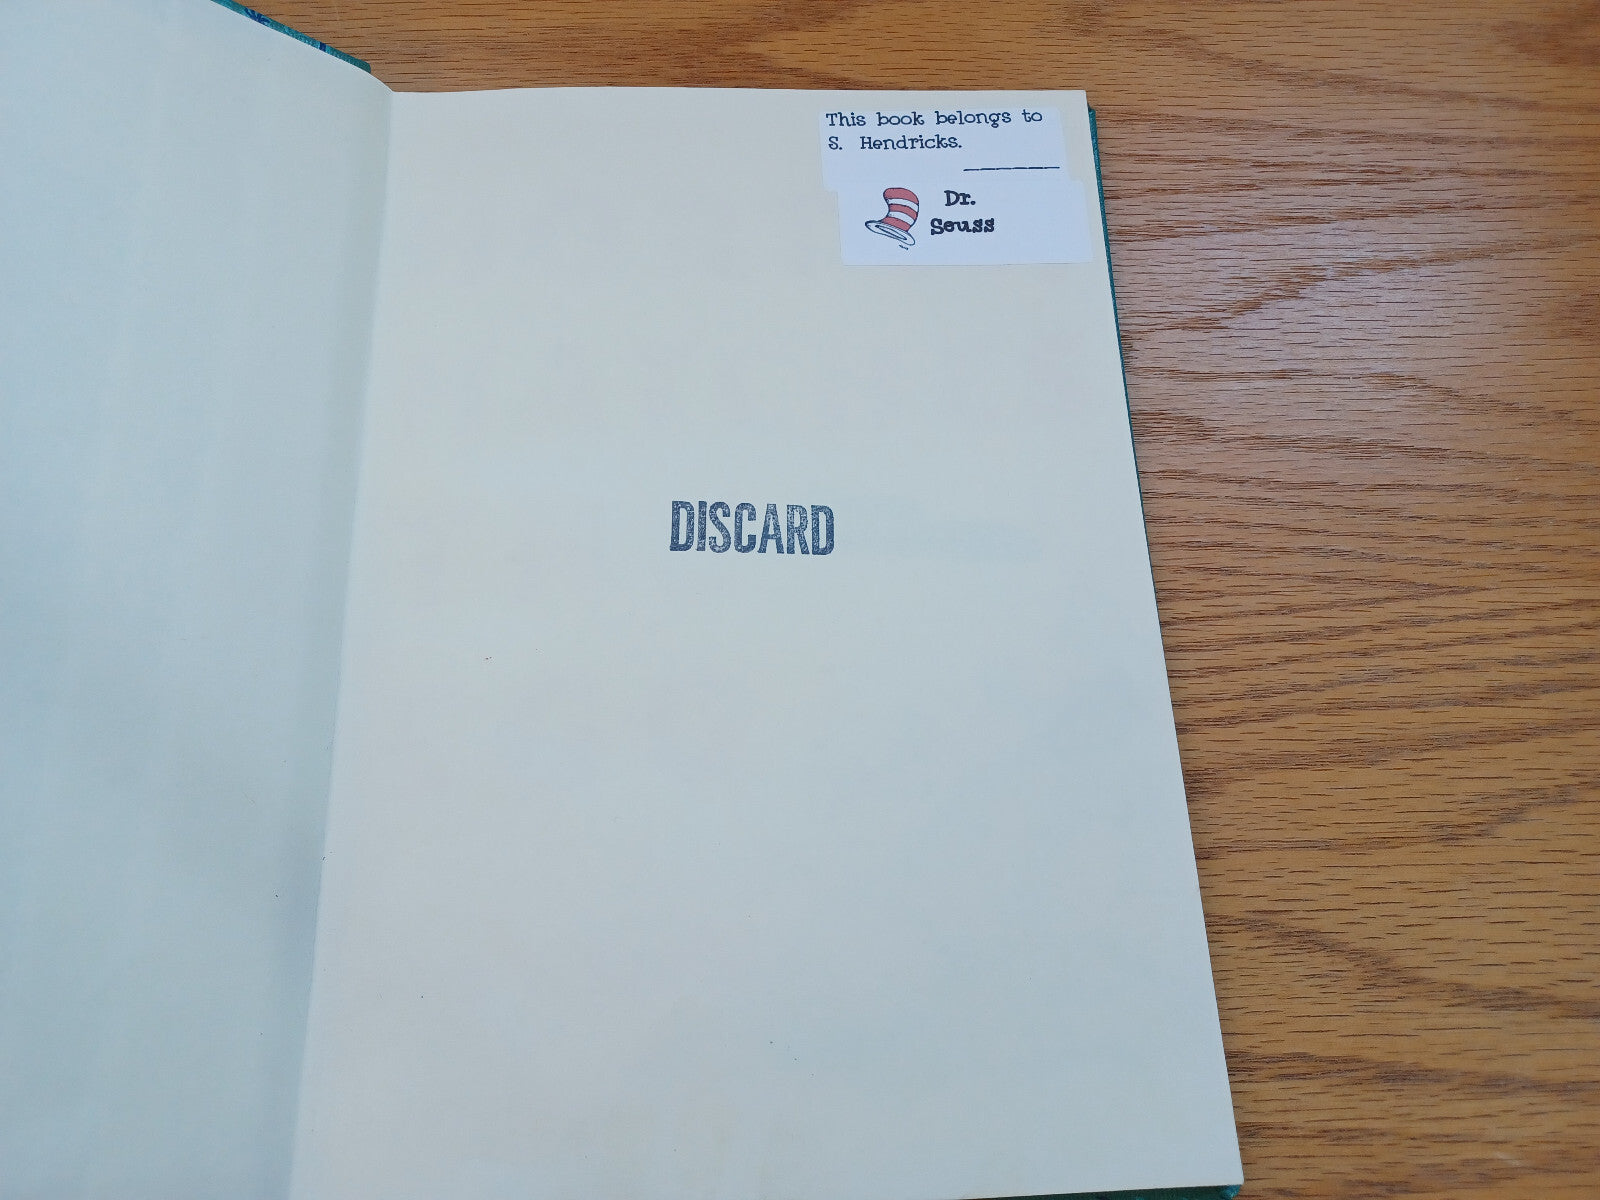 This book belongs to
S. Hendricks.
Dr.
Seuss
DISCARD